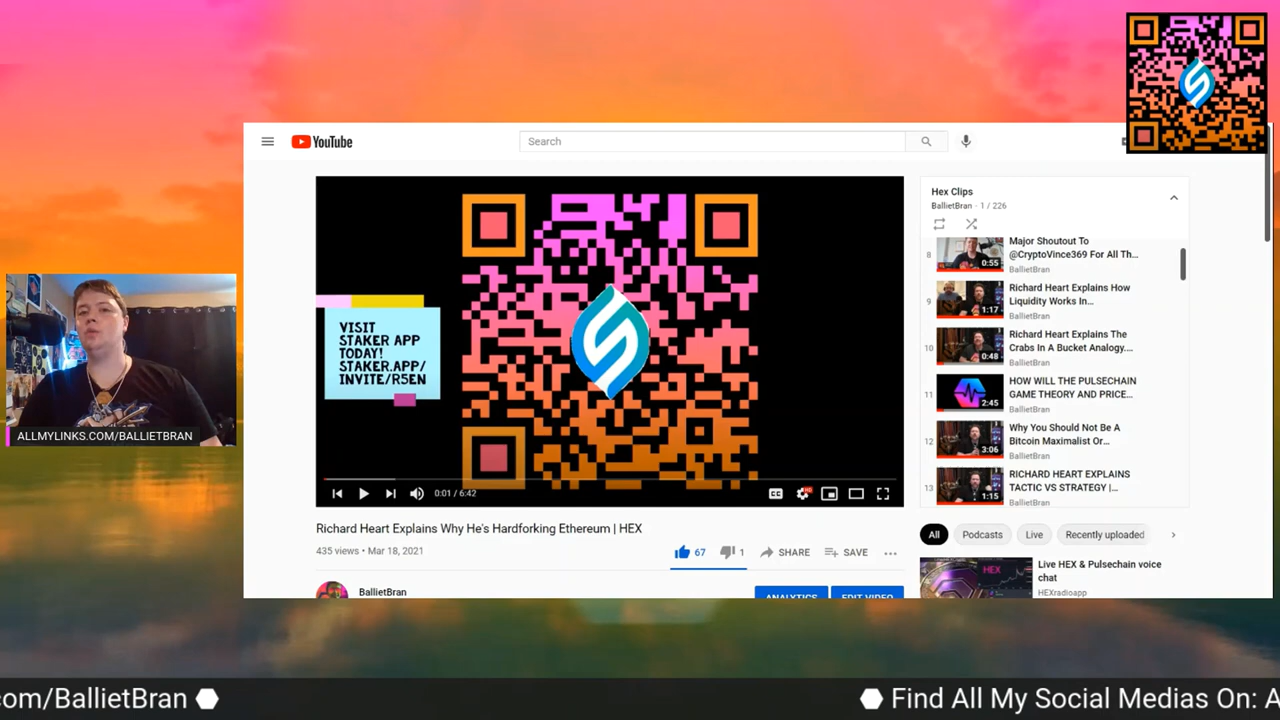 YouTube
Search
Hex Clips
BallietBran - 1 / 226
8
Major Shoutout To
@CryptoVince369 For All Th...
0:55
BallietBran
9
Richard Heart Explains How
Liquidity Works In...
1:17
BallietBran
10
Richard Heart Explains The
Crabs In A Bucket Analogy....
0:48
BallietBran
11
HOW WILL THE PULSECHAIN
GAME THEORY AND PRICE...
2:45
BallietBran
12
Why You Should Not Be A
Bitcoin Maximalist Or...
3:06
BallietBran
13
RICHARD HEART EXPLAINS
TACTIC VS STRATEGY |...
1:15
BallietBran
VISIT
STAKER APP
TODAY!
STAKER.APP/
INVITE/R5EN
ALLMYLINKS.COM/BALLIETBRAN
0:01 / 6:42
CC
HD
Richard Heart Explains Why He's Hardforking Ethereum | HEX
435 views • Mar 18, 2021
67
1
SHARE
SAVE
BallietBran
ANALYTICS
EDIT VIDEO
All
Podcasts
Live
Recently uploaded
HEX
Live HEX & Pulsechain voice
chat
HEXradioapp
com/BallietBran
Find All My Social Medias On: A